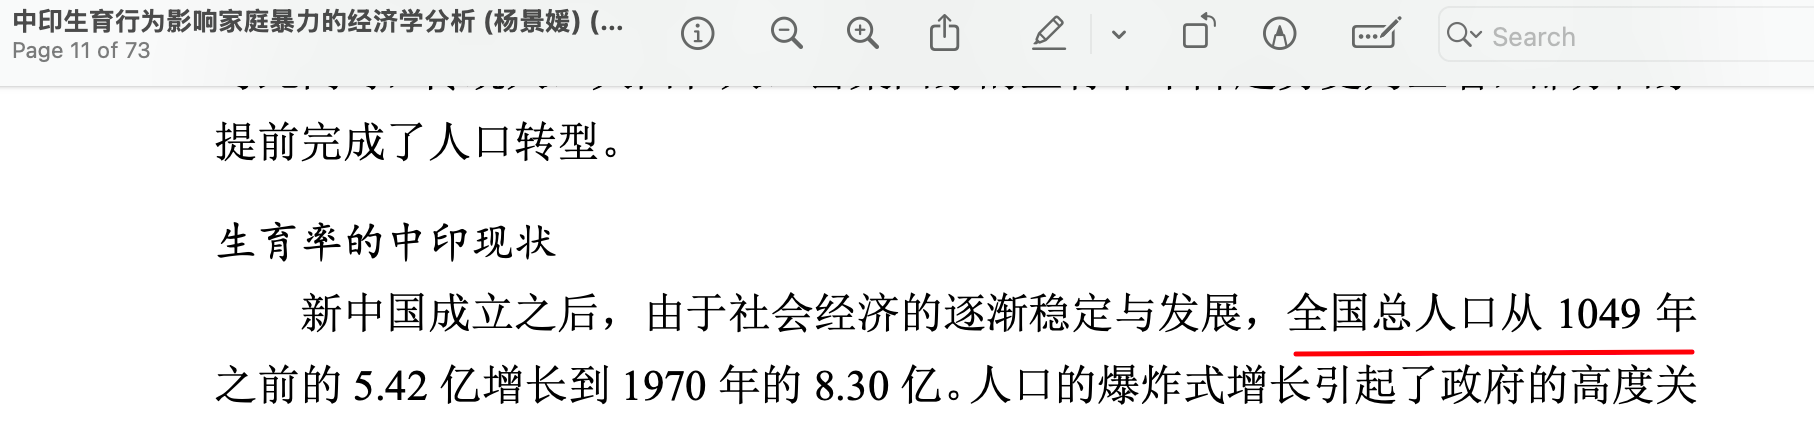 中印生育行为影响家庭暴力的经济学分析 (杨景媛) (...
Page 11 of 73
Search
提前完成了人口转型。
生育率的中印现状
新中国成立之后，由于社会经济的逐渐稳定与发展，全国总人口从 1049 年
之前的 5.42 亿增长到 1970 年的 8.30 亿。人口的爆炸式增长引起了政府的高度关